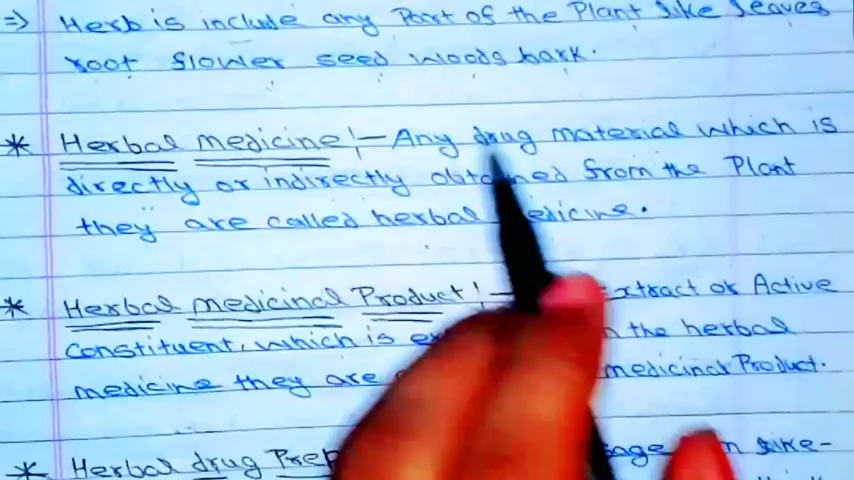 ⇒ Herb is include any Part of the Plant like leaves
root flower seed woods bark.
* Herbal medicine!- Any drug material which is
directly or indirectly obtained from the Plant
they are called herbal medicine.
* Herbal medicinal Product!- extract or Active
constituent, which is the herbal
medicine they are medicinal Product.
* Herbal drug like-